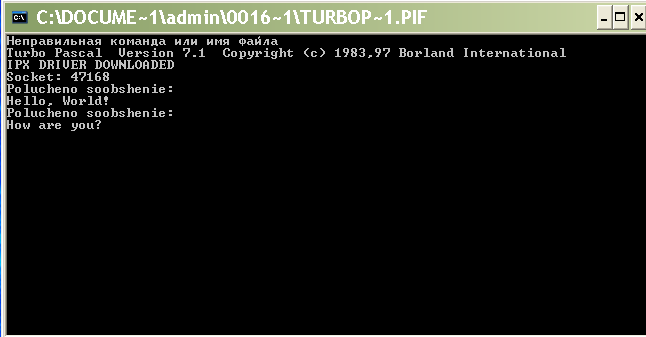 C:\DOCUME~1\admin\0016~1\TURBOP~1.PIF
Неправильная команда или имя файла
Turbo Pascal  Version 7.1  Copyright (c) 1983,97 Borland International
IPX DRIVER DOWNLOADED
Socket: 47168
Polucheno soobshenie:
Hello, World!
Polucheno soobshenie:
How are you?